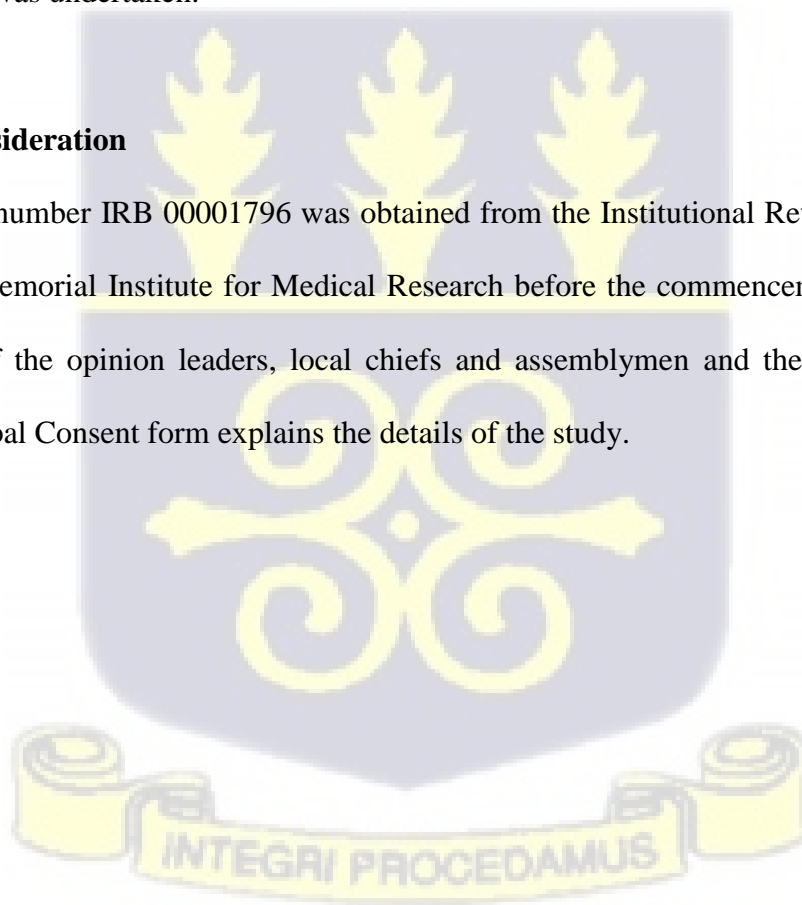 was undertaken.
sideration
number IRB 00001796 was obtained from the Institutional Re
emorial Institute for Medical Research before the commence
f the opinion leaders, local chiefs and assemblymen and the
bal Consent form explains the details of the study.
INTEGRI PROCEDAMUS